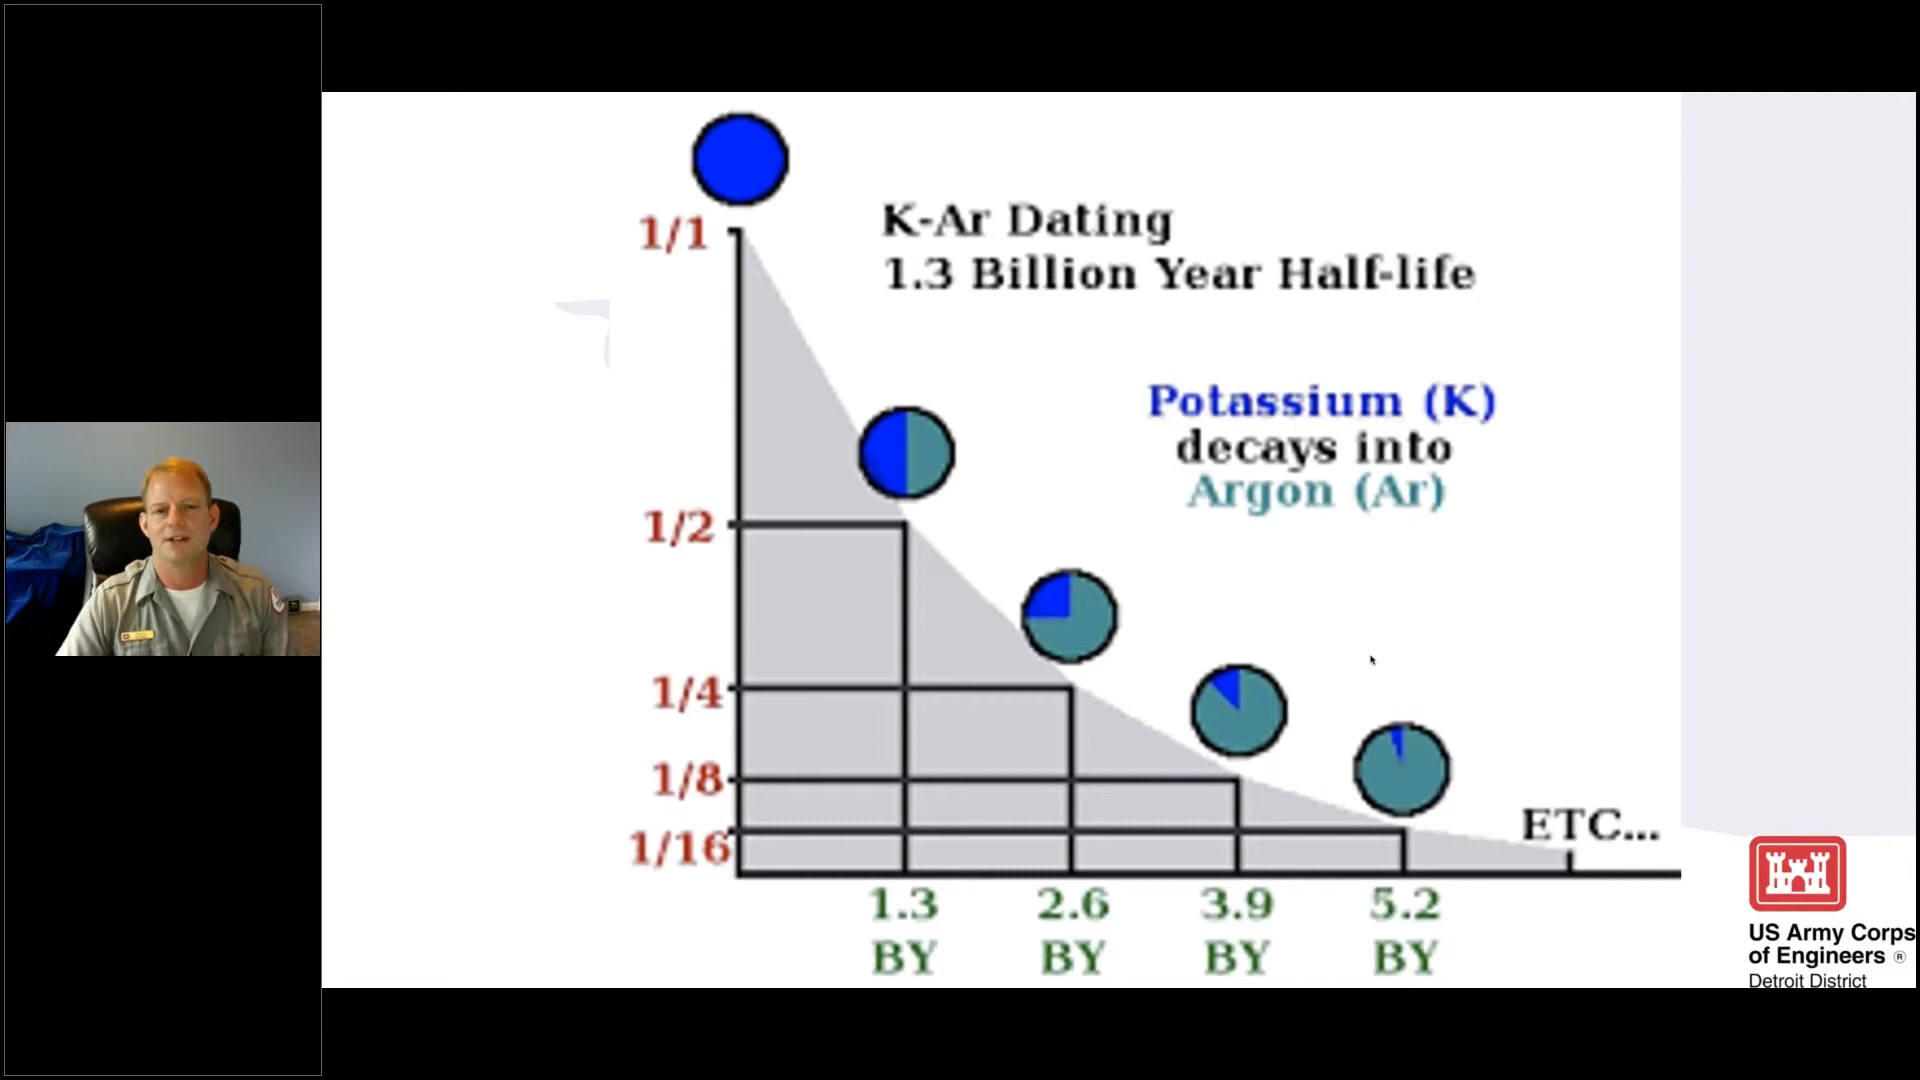 1/1
K-Ar Dating
1.3 Billion Year Half-life
Potassium (K)
decays into
Argon (Ar)
1/2
1/4
1/8
1/16
ETC...
1.3 2.6 3.9 5.2
BY BY BY BY
US Army Corps
of Engineers ®
Detroit District